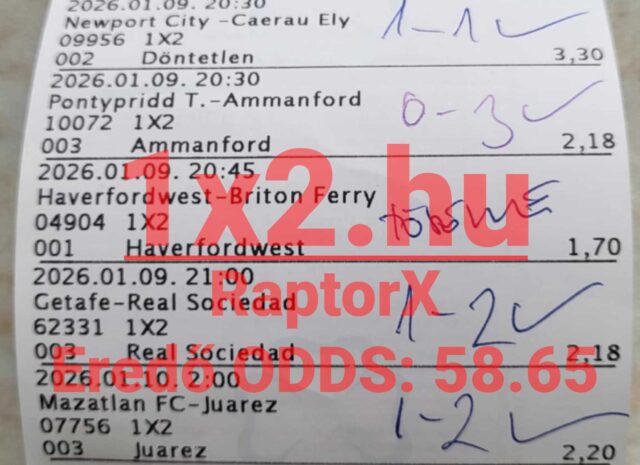 2026.01.09. 20:30
Newport City -Caerau Ely
09956 1X2
1-1
002 Döntetlen 3,30
2026.01.09. 20:30
Pontypridd T.-Ammanford
10072 1X2
0-3
003 Ammanford 2,18
2026.01.09. 20:45
Haverfordwest-Briton Ferry
04904 1X2
001 Haverfordwest 1,70
2026.01.09. 21:00
Getafe-Real Sociedad
62331 1X2
1-2
003 Real Sociedad 2,18
2026.01.10. 2:00
Mazatlan FC-Juarez
07756 1X2
1-2
003 Juarez 2,20
1x2.hu
RaptorX
Eredő ODDS: 58.65